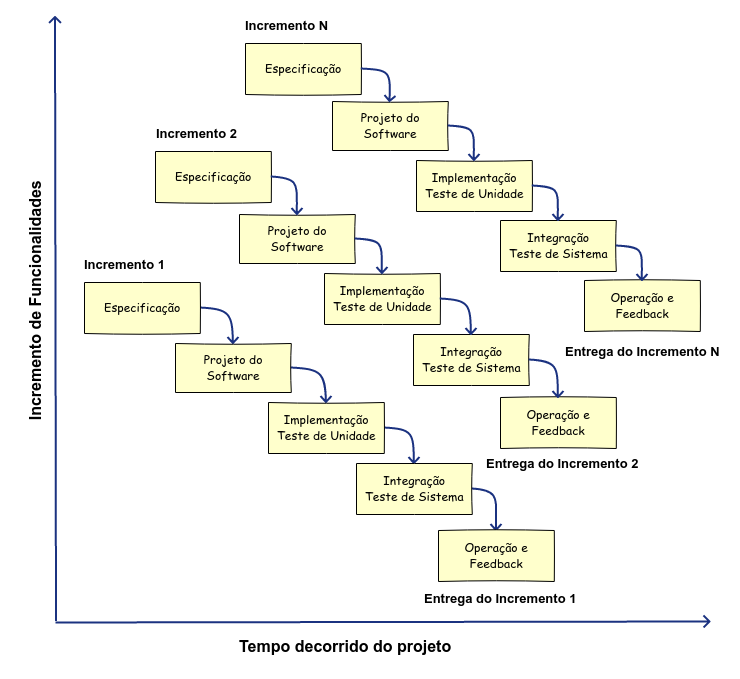 Incremento N
Especificação
Projeto do
Software
Implementação
Teste de Unidade
Integração
Teste de Sistema
Operação e
Feedback
Entrega do Incremento N
Incremento 2
Especificação
Projeto do
Software
Implementação
Teste de Unidade
Integração
Teste de Sistema
Operação e
Feedback
Entrega do Incremento 2
Incremento 1
Especificação
Projeto do
Software
Implementação
Teste de Unidade
Integração
Teste de Sistema
Operação e
Feedback
Entrega do Incremento 1
Incremento de Funcionalidades
Tempo decorrido do projeto